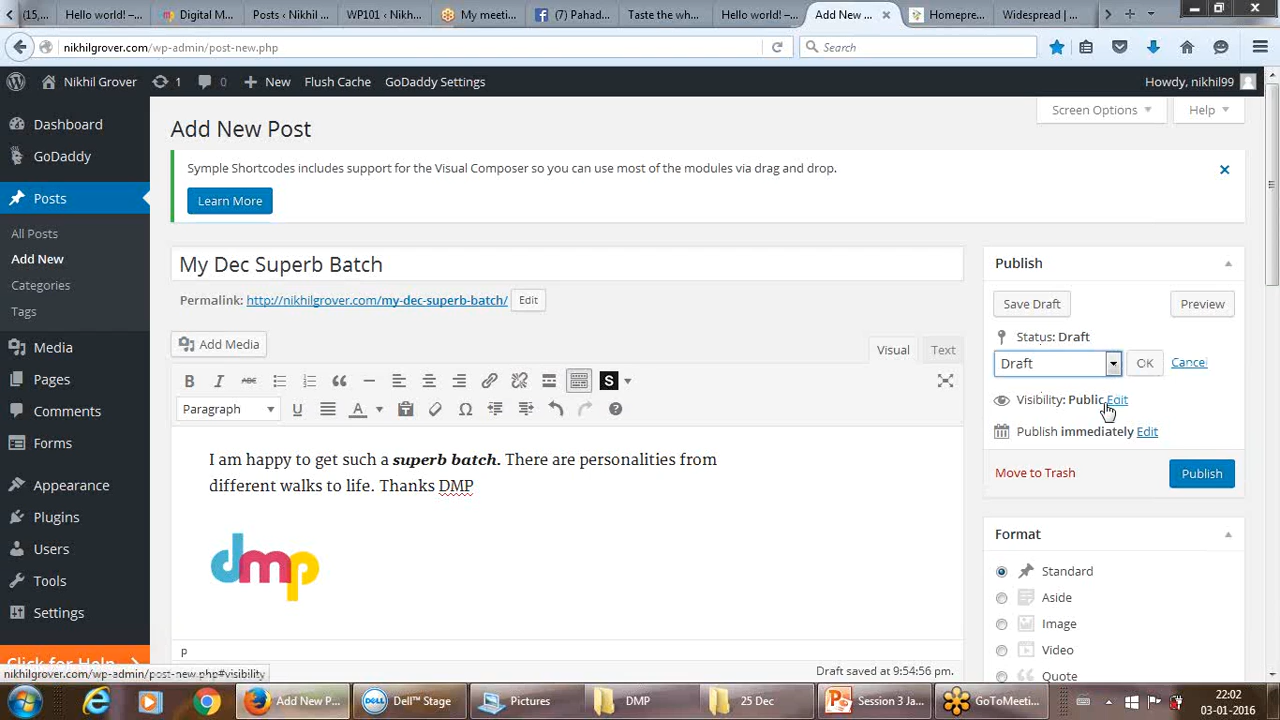 (15,...
Hello world! –...
Digital M...
Posts ‹ Nikhil ...
WP101 ‹ Nikh...
My meeti...
(7) Pahad...
Taste the wh...
Hello world! –...
Add New ...
Homepre...
Widespread | ...
nikhilgrover.com/wp-admin/post-new.php
Search
Nikhil Grover
1
0
New
Flush Cache
GoDaddy Settings
Howdy, nikhil99
Screen Options
Help
Dashboard
GoDaddy
Posts
All Posts
Add New
Categories
Tags
Media
Pages
Comments
Forms
Appearance
Plugins
Users
Tools
Settings
Click for Help
Add New Post
Symple Shortcodes includes support for the Visual Composer so you can use most of the modules via drag and drop.
Learn More
My Dec Superb Batch
Permalink: http://nikhilgrover.com/my-dec-superb-batch/ Edit
Add Media
Visual
Text
B I ABC
S
Paragraph
A
Ω
I am happy to get such a superb batch. There are personalities from
different walks to life. Thanks DMP
dmp
p
Draft saved at 9:54:56 pm.
Publish
Save Draft
Preview
Status: Draft
Draft
OK
Cancel
Visibility: Public Edit
Publish immediately Edit
Move to Trash
Publish
Format
Standard
Aside
Image
Video
Quote
nikhilgrover.com/wp-admin/post-new.php#visibility
Add New P...
Dell™ Stage
Pictures
DMP
25 Dec
Session 3 Ja...
GoToMeeti...
22:02
03-01-2016